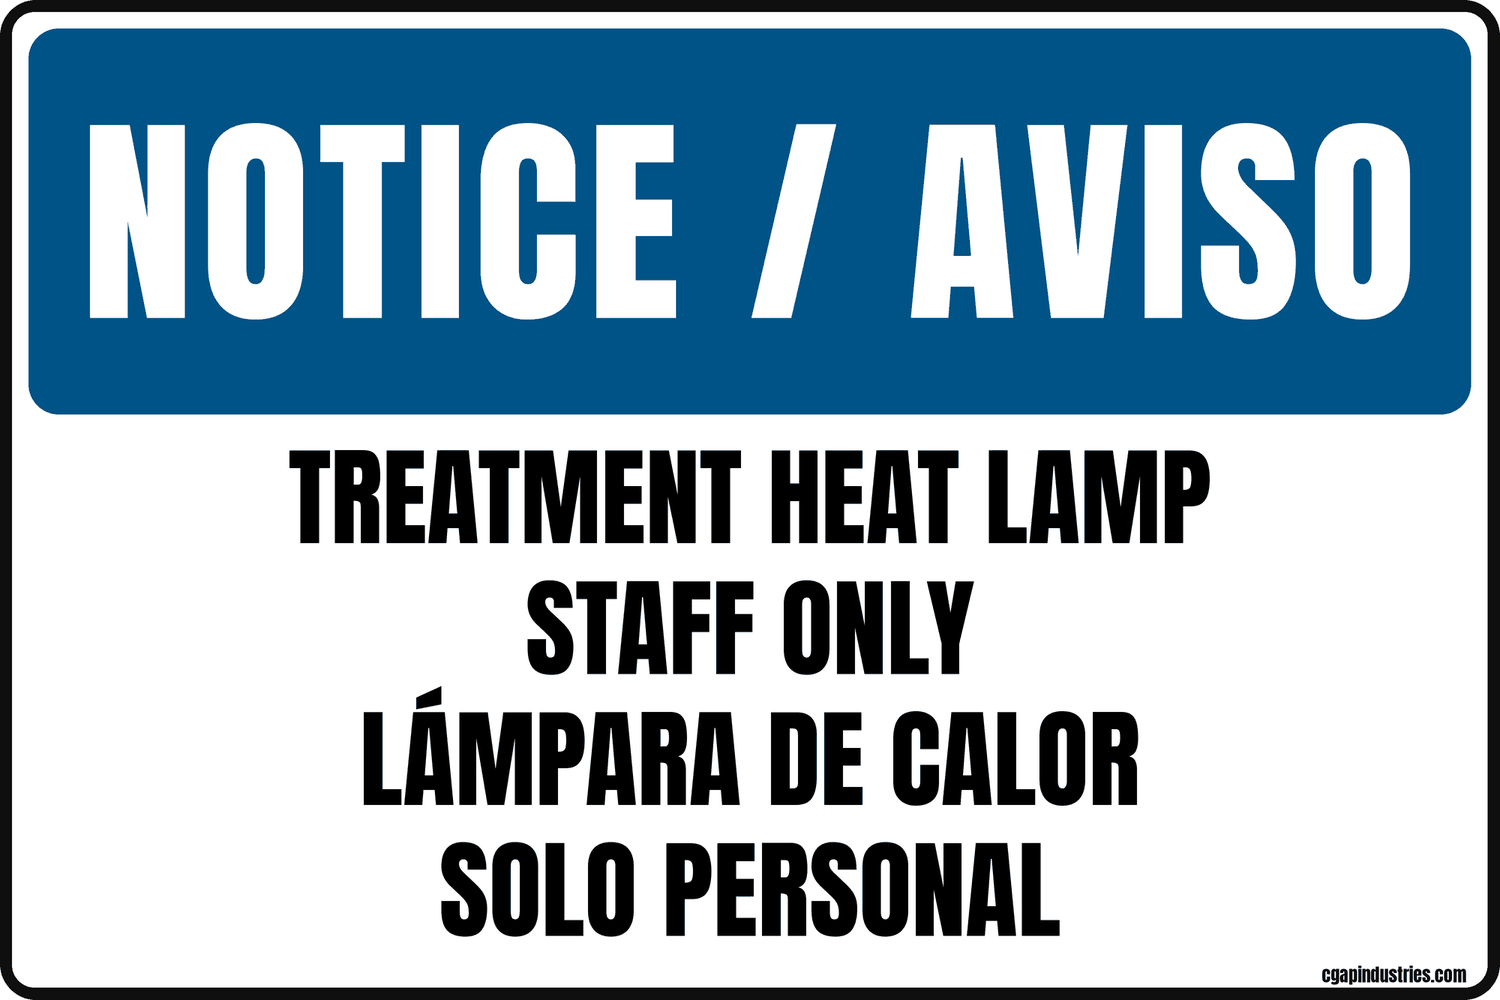 NOTICE / AVISO
TREATMENT HEAT LAMP
STAFF ONLY
LÁMPARA DE CALOR
SOLO PERSONAL
cgapindustries.com